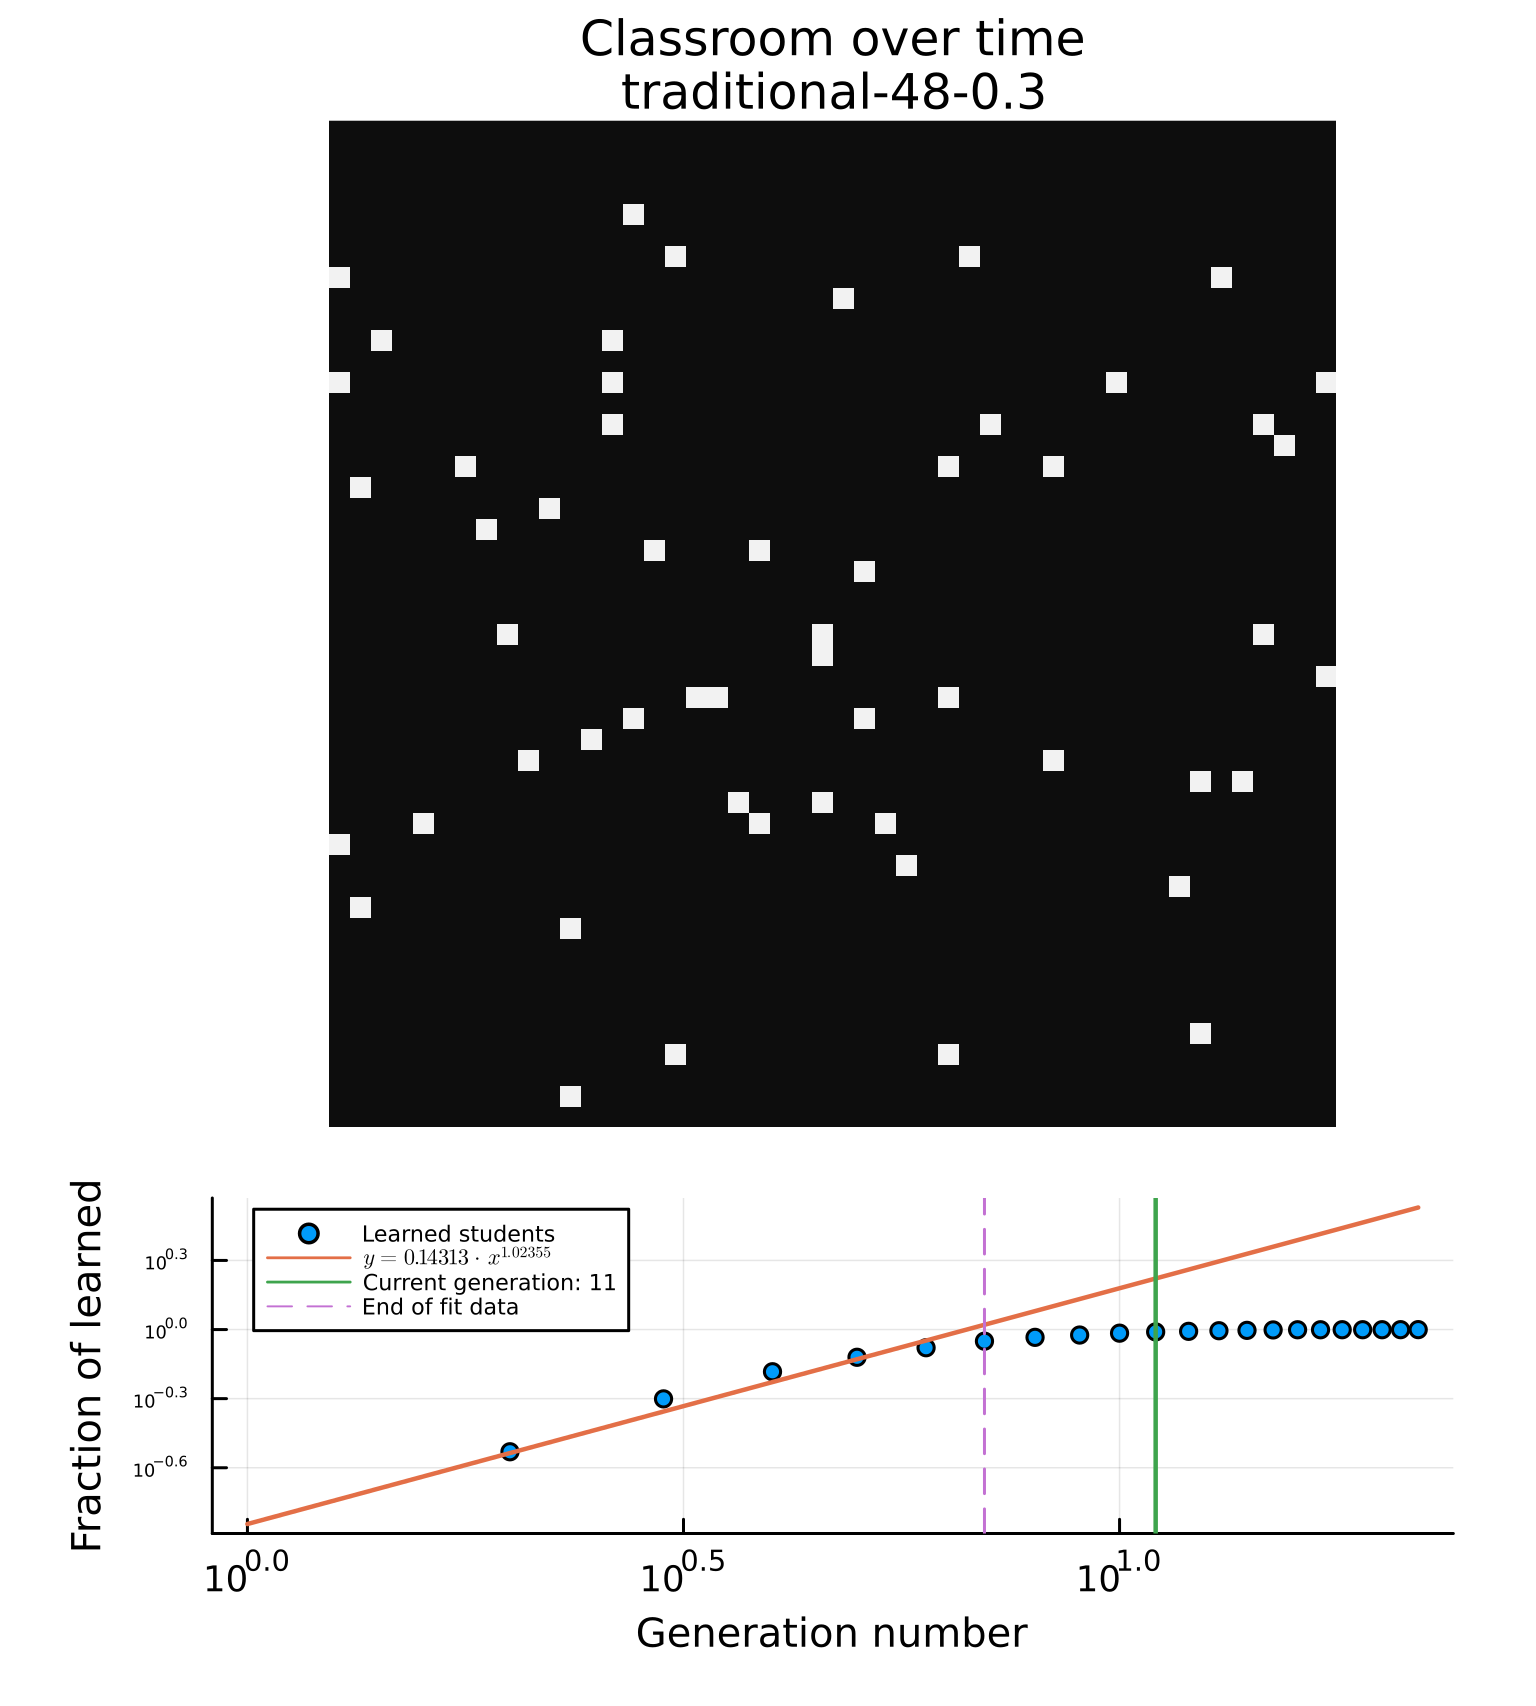 Classroom over time
traditional-48-0.3
Fraction of learned
10^0.3
10^0.0
10^−0.3
10^−0.6
Learned students
y = 0.14313 · x^1.02355
Current generation: 11
End of fit data
10^0.0 10^0.5 10^1.0
Generation number